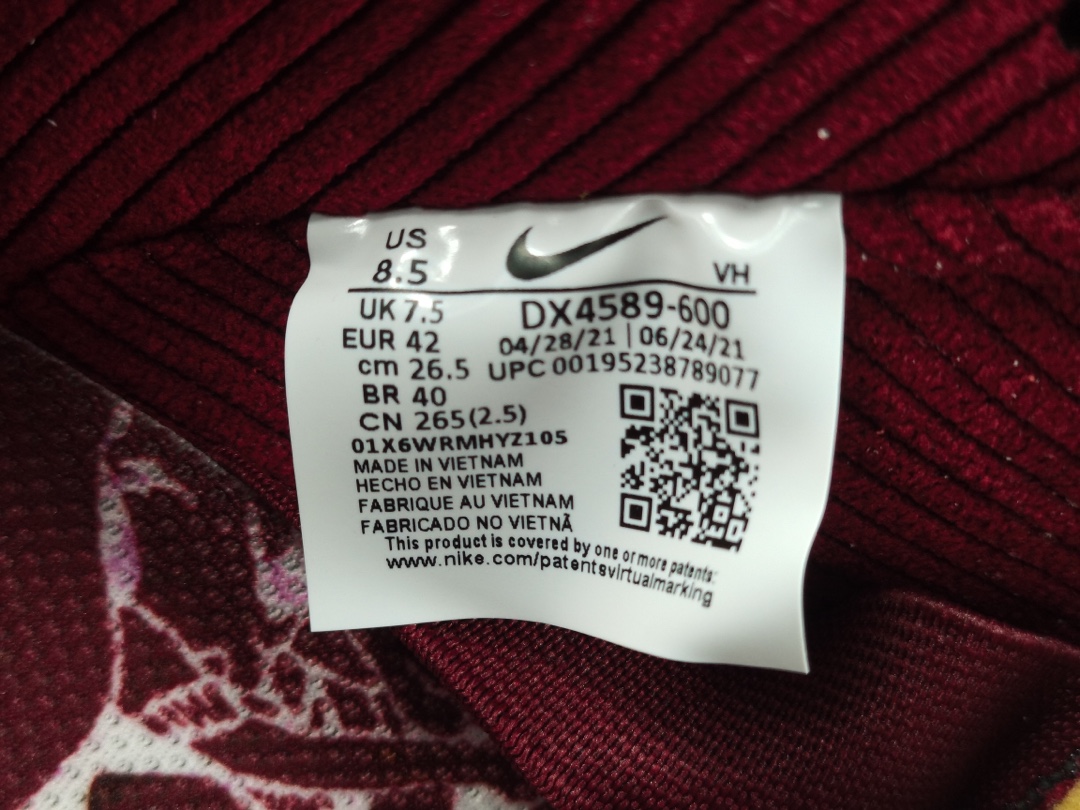 US
8.5
VH
UK 7.5
DX4589-600
EUR 42
04/28/21 | 06/24/21
cm 26.5
UPC 00195238789077
BR 40
CN 265(2.5)
01X6WRMHYZ105
MADE IN VIETNAM
HECHO EN VIETNAM
FABRIQUE AU VIETNAM
FABRICADO NO VIETNÃ
This product is covered by one or more patents:
www.nike.com/patentsvirtualmarking